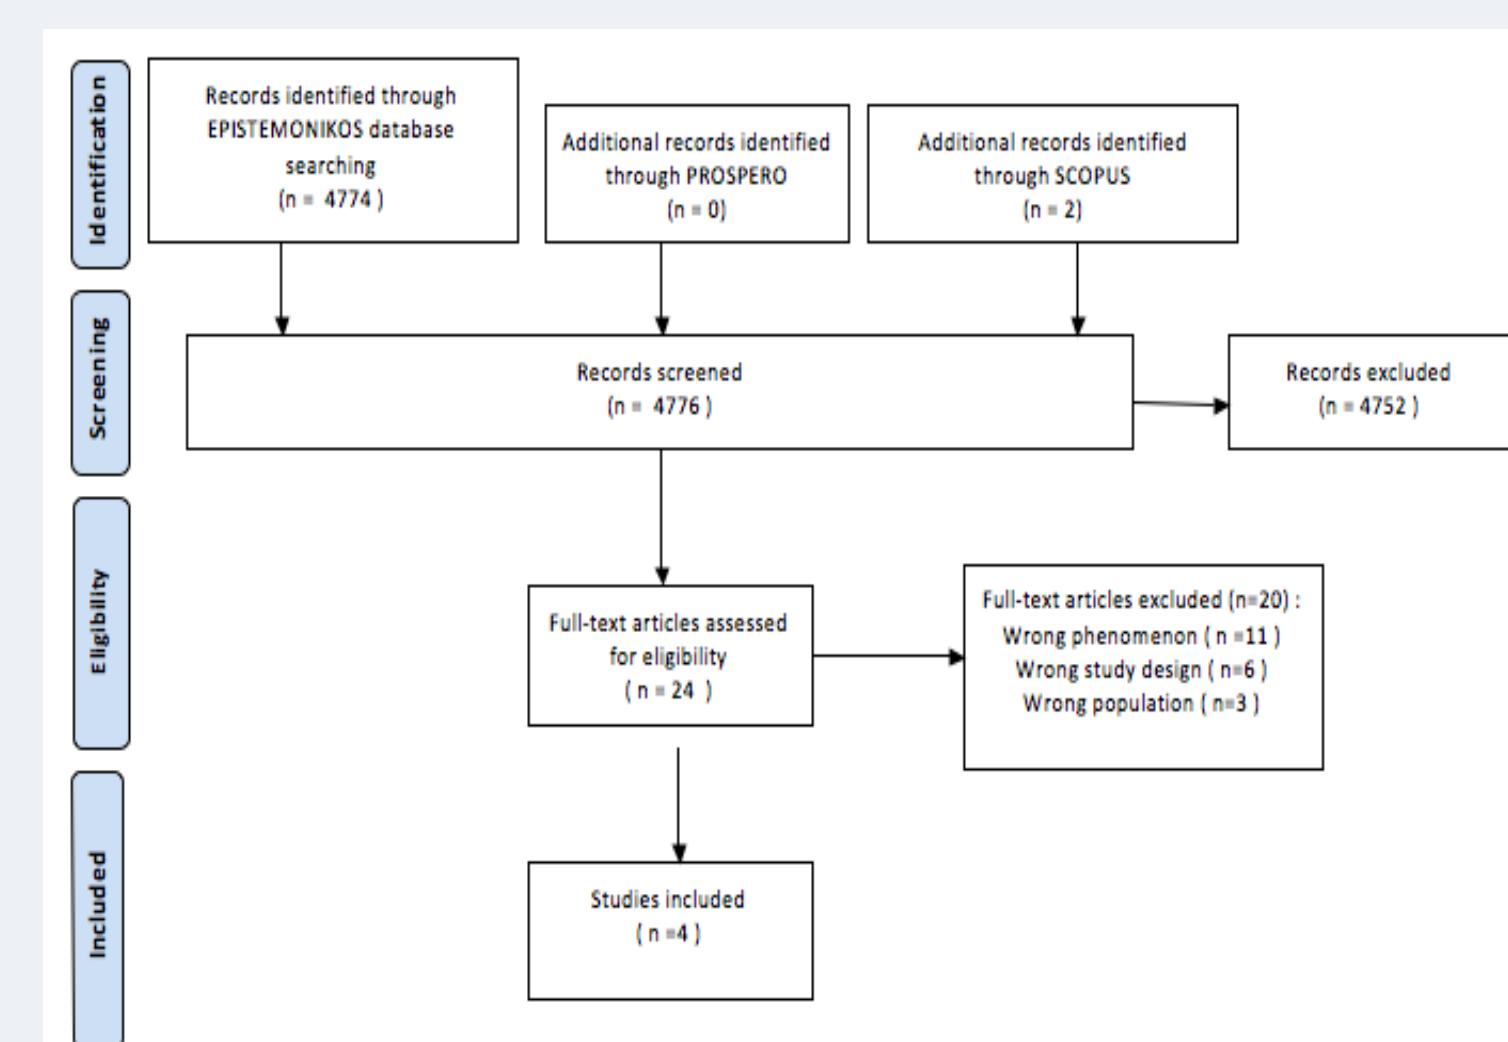 Identification
Records identified through
EPISTEMONIKOS database
searching
(n = 4774 )
Additional records identified
through PROSPERO
(n = 0)
Additional records identified
through SCOPUS
(n = 2)
Screening
Records screened
(n = 4776 )
Records excluded
(n = 4752 )
Eligibility
Full-text articles assessed
for eligibility
( n = 24 )
Full-text articles excluded (n=20) :
Wrong phenomenon ( n =11 )
Wrong study design ( n=6 )
Wrong population ( n=3 )
Included
Studies included
( n =4 )